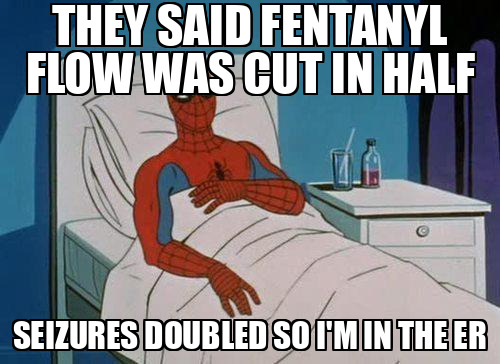 THEY SAID FENTANYL
FLOW WAS CUT IN HALF
SEIZURES DOUBLED SO I'M IN THE ER